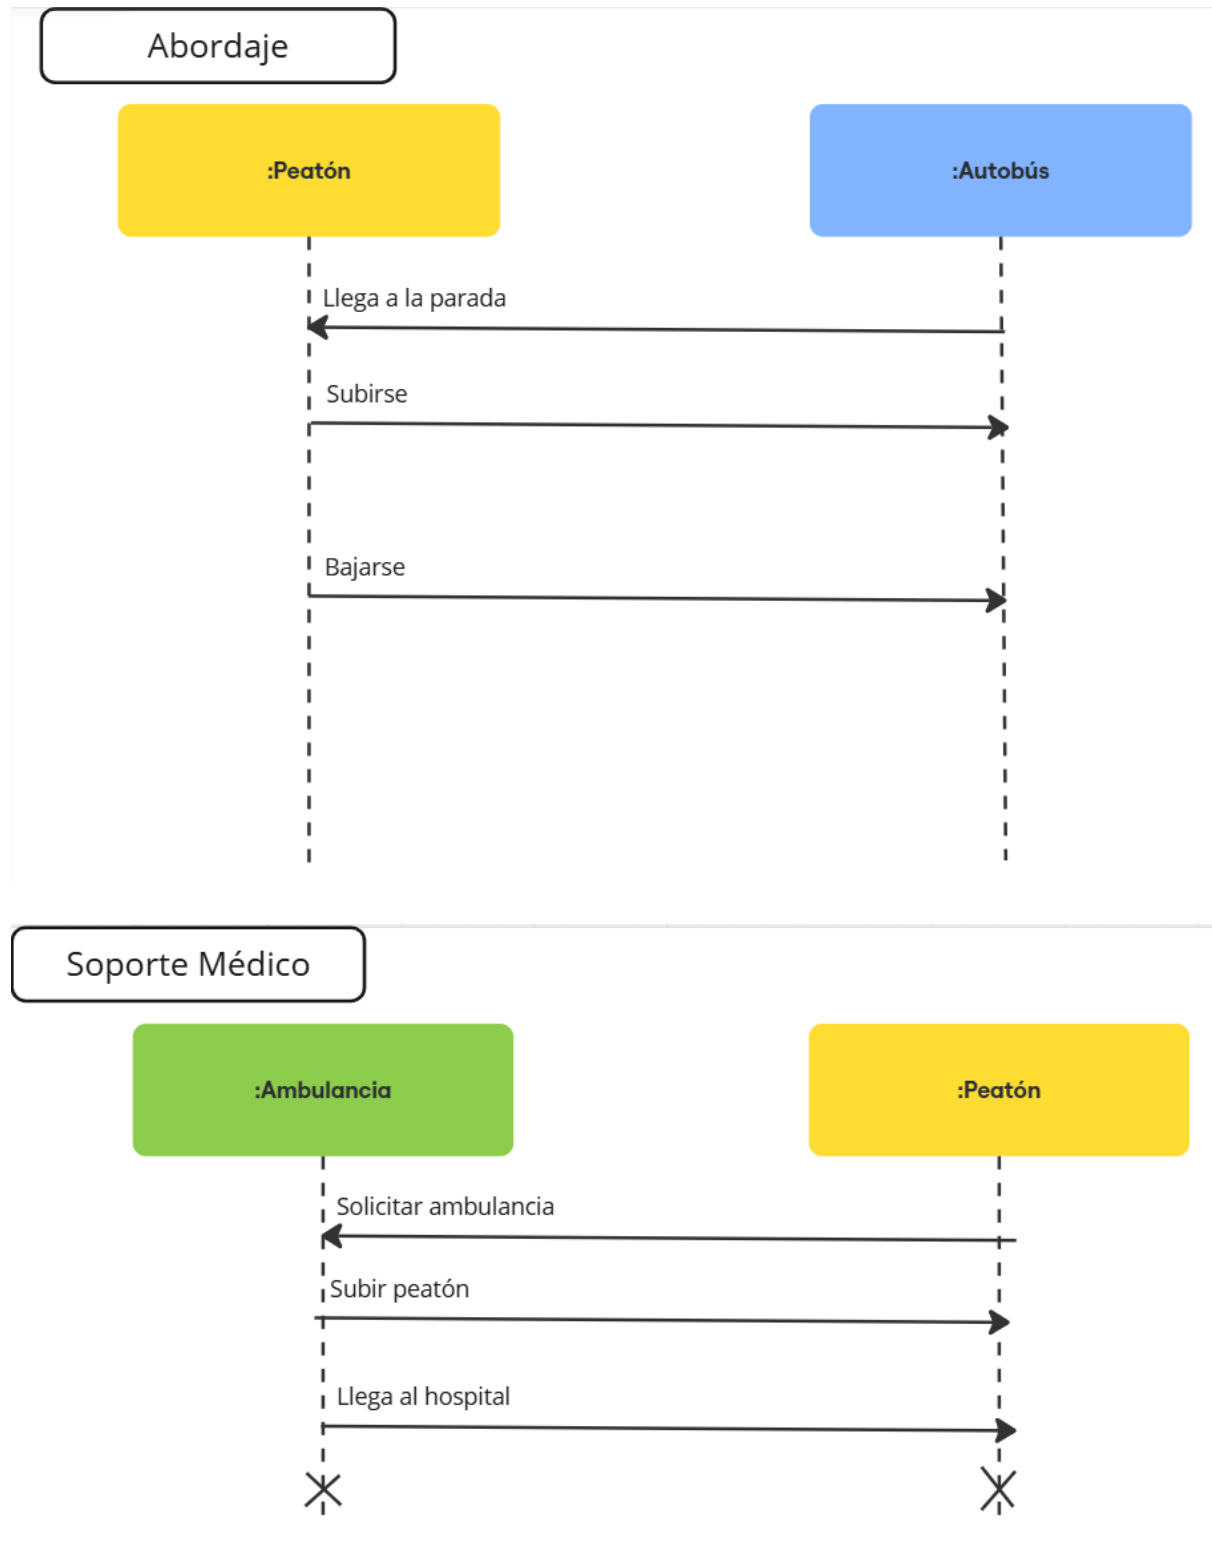 Abordaje
:Peatón
:Autobús
Llega a la parada
Subirse
Bajarse
Soporte Médico
:Ambulancia
:Peatón
Solicitar ambulancia
Subir peatón
Llega al hospital